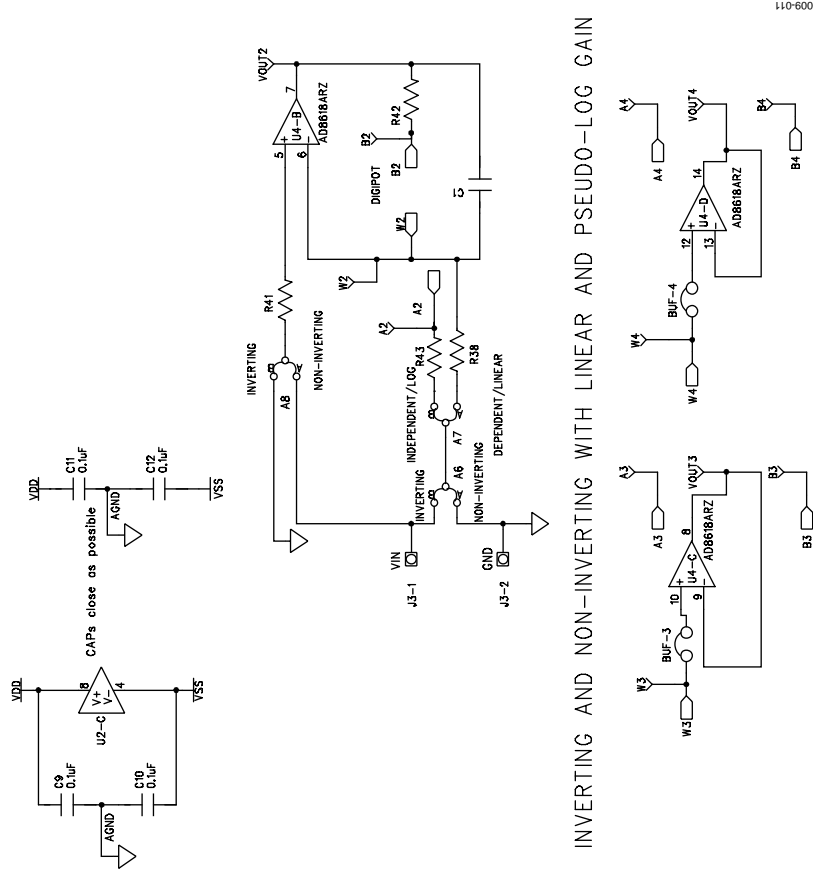 009-011
VDD
C9
0.1uF
AGND
C10
0.1uF
VSS
8
V+
V-
4
U2-C
CAPs close as possible
VDD
C11
0.1uF
AGND
C12
0.1uF
VSS
INVERTING
B
A
A8
NON-INVERTING
R41
5
6
+
-
U4-B
7
AD8618ARZ
VOUT2
R42
B2
B2
DIGIPOT
W2
W2
C1
A2
A2
R43
R38
INDEPENDENT/LOG
B
A
A7
DEPENDENT/LINEAR
INVERTING
B
A
A6
NON-INVERTING
VIN
J3-1
GND
J3-2
INVERTING AND NON-INVERTING WITH LINEAR AND PSEUDO-LOG GAIN
W3
W3
BUF-3
10
9
+
-
U4-C
8
AD8618ARZ
VOUT3
A3
A3
B3
B3
W4
W4
BUF-4
12
13
+
-
U4-D
14
AD8618ARZ
VOUT4
A4
A4
B4
B4